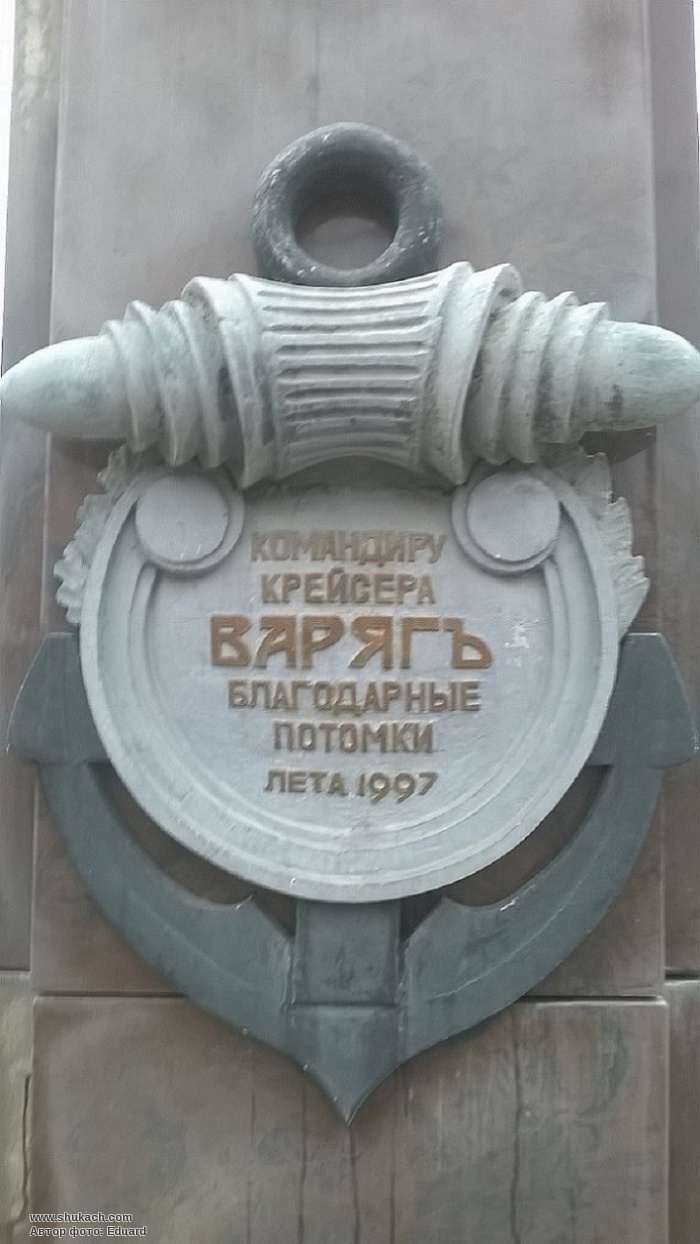 КОМАНДИРУ
КРЕЙСЕРА
ВАРЯГЪ
БЛАГОДАРНЫЕ
ПОТОМКИ
ЛЕТА 1997
www.shukach.com
Автор фото: Eduard